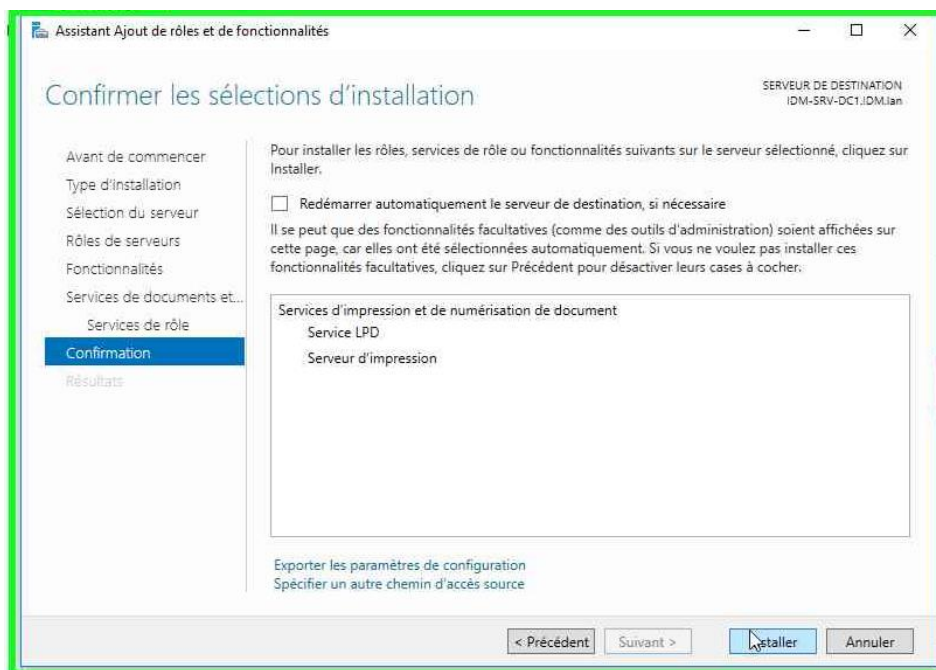 Assistant Ajout de rôles et de fonctionnalités
Confirmer les sélections d'installation
SERVEUR DE DESTINATION
IDM-SRV-DC1.IDM.lan
Avant de commencer
Type d'installation
Sélection du serveur
Rôles de serveurs
Fonctionnalités
Services de documents et...
Services de rôle
Confirmation
Résultats
Pour installer les rôles, services de rôle ou fonctionnalités suivants sur le serveur sélectionné, cliquez sur
Installer.
Redémarrer automatiquement le serveur de destination, si nécessaire
Il se peut que des fonctionnalités facultatives (comme des outils d'administration) soient affichées sur
cette page, car elles ont été sélectionnées automatiquement. Si vous ne voulez pas installer ces
fonctionnalités facultatives, cliquez sur Précédent pour désactiver leurs cases à cocher.
Services d'impression et de numérisation de document
Service LPD
Serveur d'impression
Exporter les paramètres de configuration
Spécifier un autre chemin d'accès source
< Précédent
Suivant >
Installer
Annuler